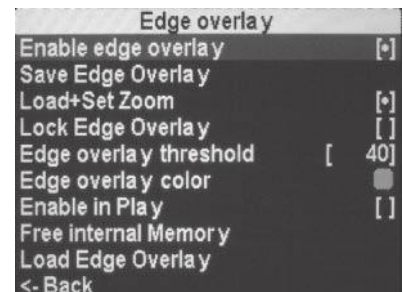 Edge overlay
Enable edge overlay [•]
Save Edge Overlay
Load+Set Zoom [•]
Lock Edge Overlay [ ]
Edge overlay threshold [ 40]
Edge overlay color
Enable in Play [ ]
Free internal Memory
Load Edge Overlay
<- Back